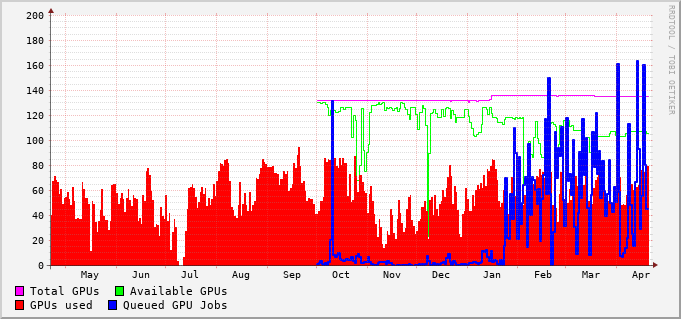 200
180
160
140
120
100
80
60
40
20
0
May Jun Jul Aug Sep Oct Nov Dec Jan Feb Mar Apr
Total GPUs Available GPUs
GPUs used Queued GPU Jobs
RRDTOOL / TOBI OETIKER